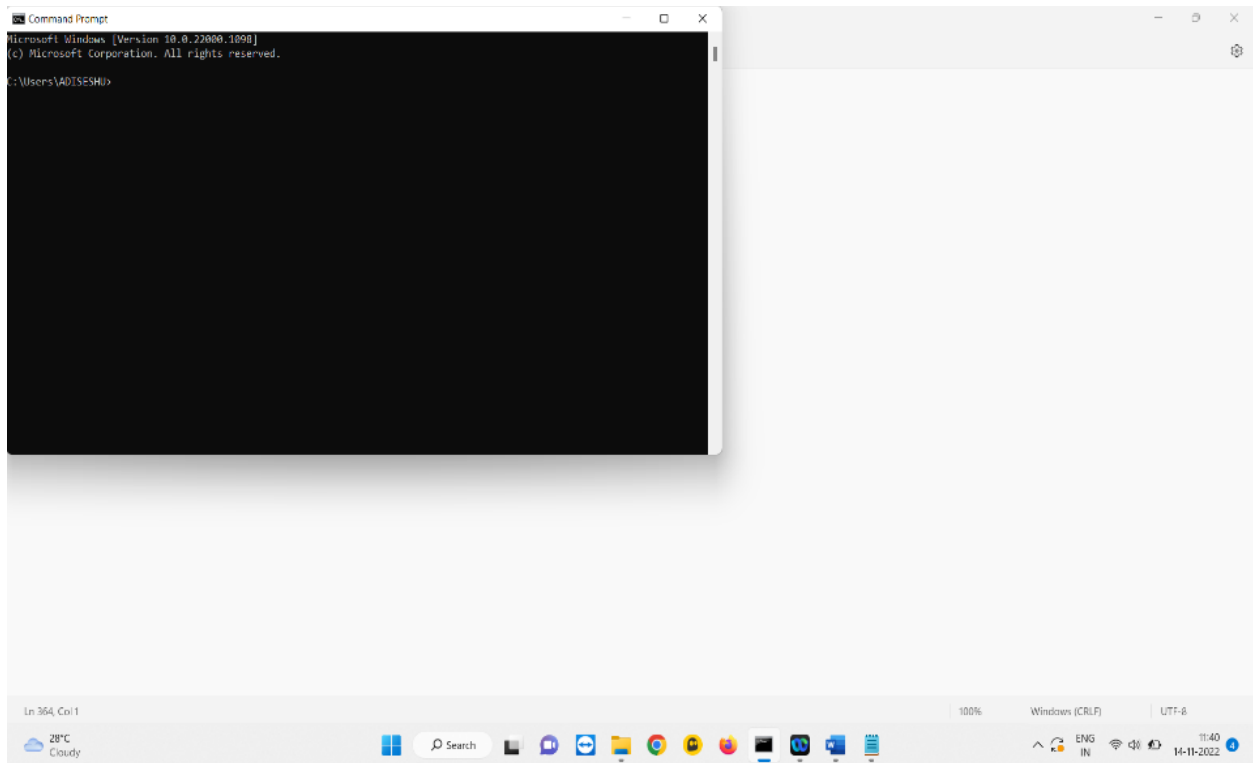 Command Prompt
Microsoft Windows [Version 10.0.22000.1098]
(c) Microsoft Corporation. All rights reserved.
C:\Users\ADISESHU>
Ln 364, Col 1
100%
Windows (CRLF)
UTF-8
28°C
Cloudy
Search
ENG
IN
11:40
14-11-2022
4